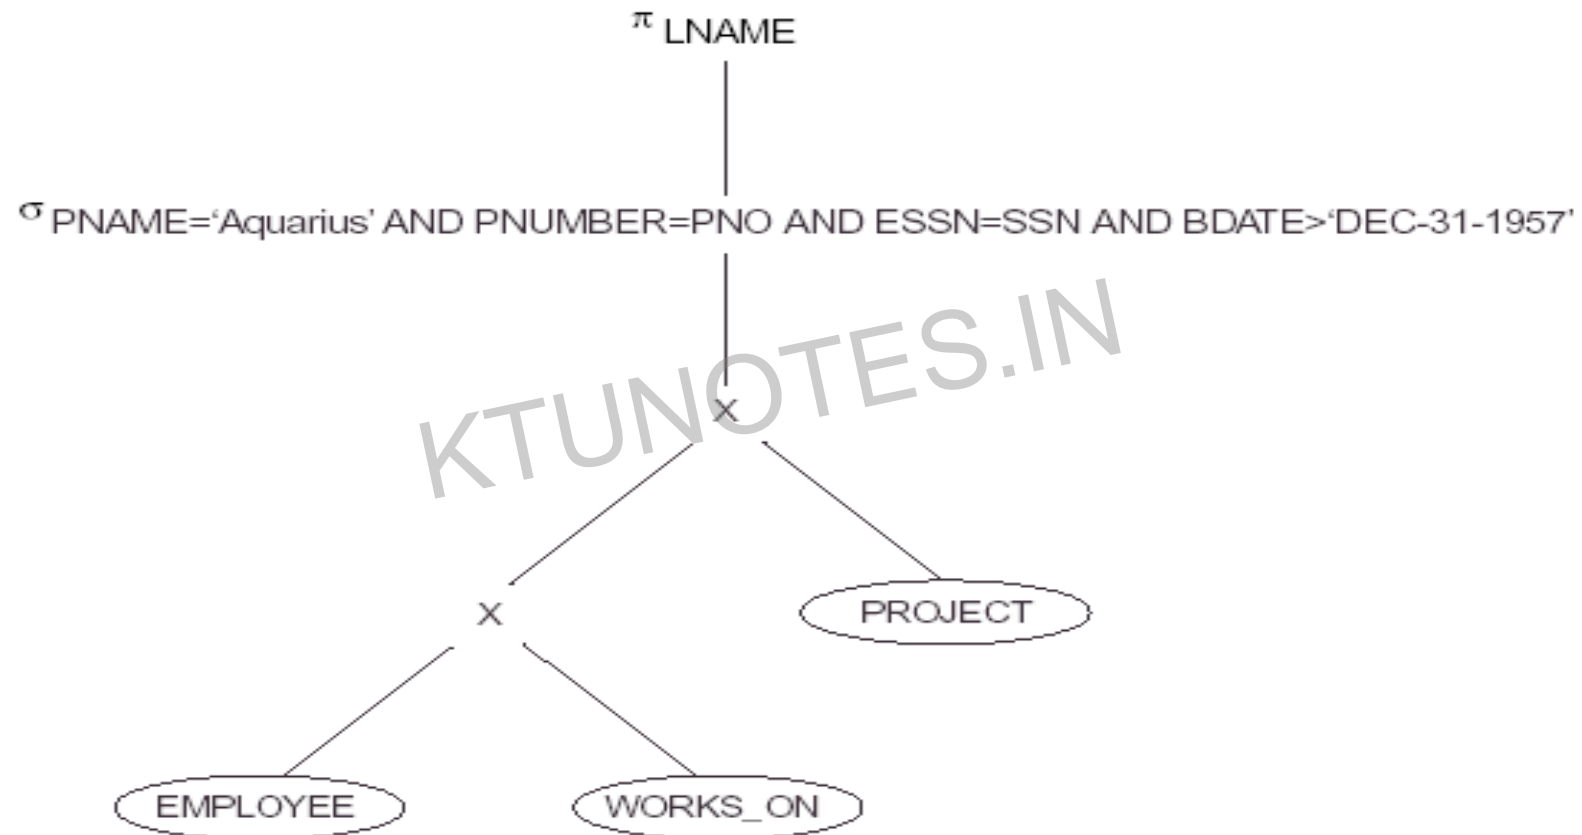 π LNAME
σ PNAME=‘Aquarius’ AND PNUMBER=PNO AND ESSN=SSN AND BDATE>‘DEC-31-1957’
KTUNOTES.IN
X
X
PROJECT
EMPLOYEE
WORKS_ON